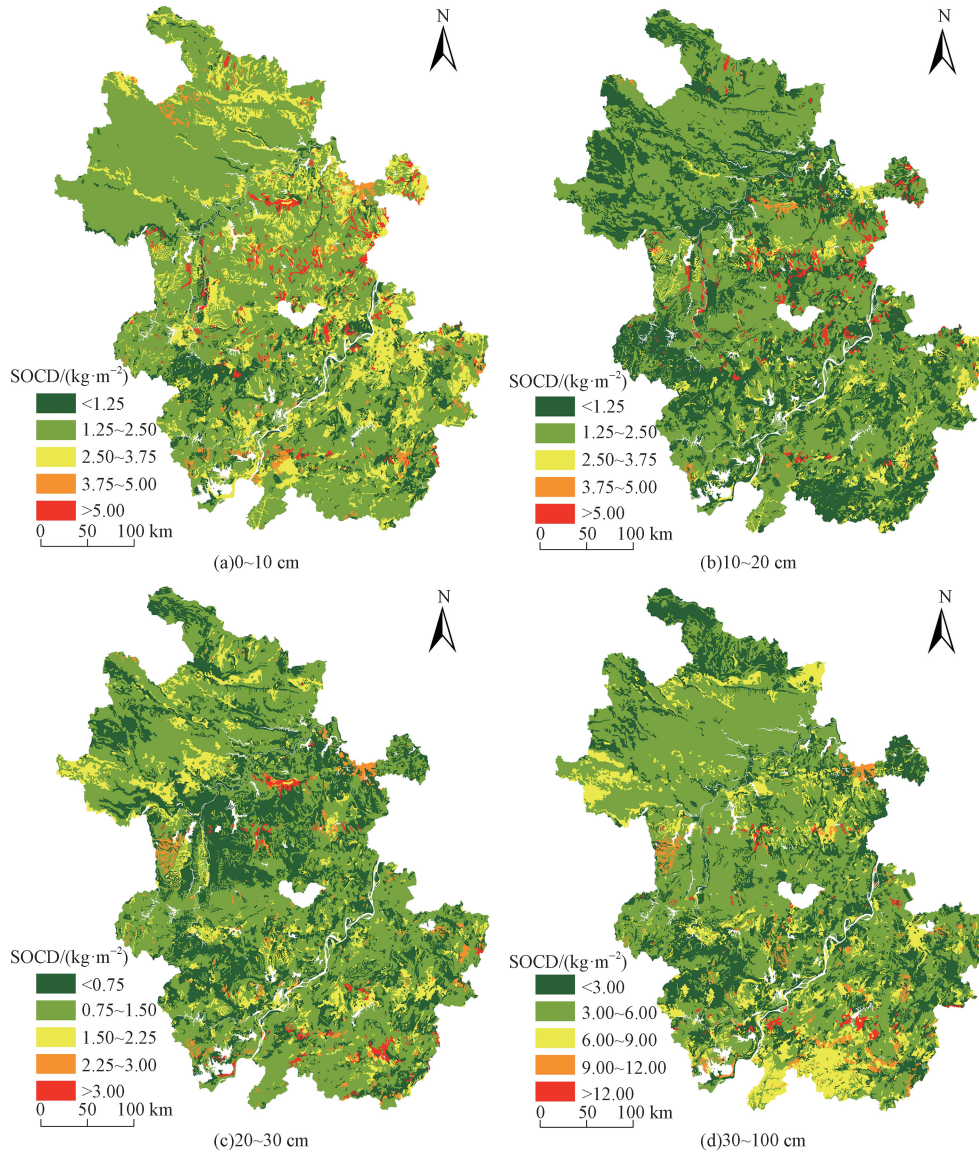 N
SOCD/(kg·m⁻²)
<1.25
1.25~2.50
2.50~3.75
3.75~5.00
>5.00
0 50 100 km
(a)0~10 cm
N
SOCD/(kg·m⁻²)
<1.25
1.25~2.50
2.50~3.75
3.75~5.00
>5.00
0 50 100 km
(b)10~20 cm
N
SOCD/(kg·m⁻²)
<0.75
0.75~1.50
1.50~2.25
2.25~3.00
>3.00
0 50 100 km
(c)20~30 cm
N
SOCD/(kg·m⁻²)
<3.00
3.00~6.00
6.00~9.00
9.00~12.00
>12.00
0 50 100 km
(d)30~100 cm